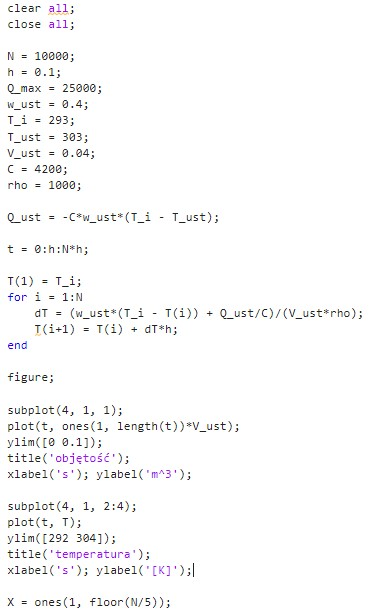 clear all;
close all;
N = 10000;
h = 0.1;
Q_max = 25000;
w_ust = 0.4;
T_i = 293;
T_ust = 303;
V_ust = 0.04;
C = 4200;
rho = 1000;
Q_ust = -C*w_ust*(T_i - T_ust);
t = 0:h:N*h;
T(1) = T_i;
for i = 1:N
    dT = (w_ust*(T_i - T(i)) + Q_ust/C)/(V_ust*rho);
    T(i+1) = T(i) + dT*h;
end
figure;
subplot(4, 1, 1);
plot(t, ones(1, length(t))*V_ust);
ylim([0 0.1]);
title('objętość');
xlabel('s'); ylabel('m^3');
subplot(4, 1, 2:4);
plot(t, T);
ylim([292 304]);
title('temperatura');
xlabel('s'); ylabel('[K]');
X = ones(1, floor(N/5));